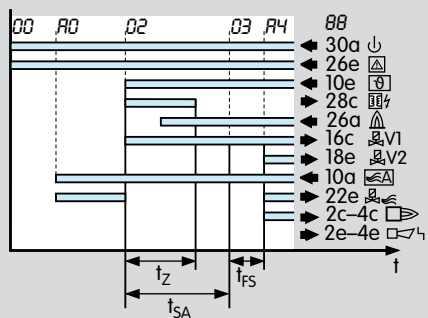 00 A0 02 03 A4 88
30a
26e
10e ϑ
28c
26a
16c V1
18e V2
10a A
22e
2c–4c
2e–4e
t
tZ tFS
tSA